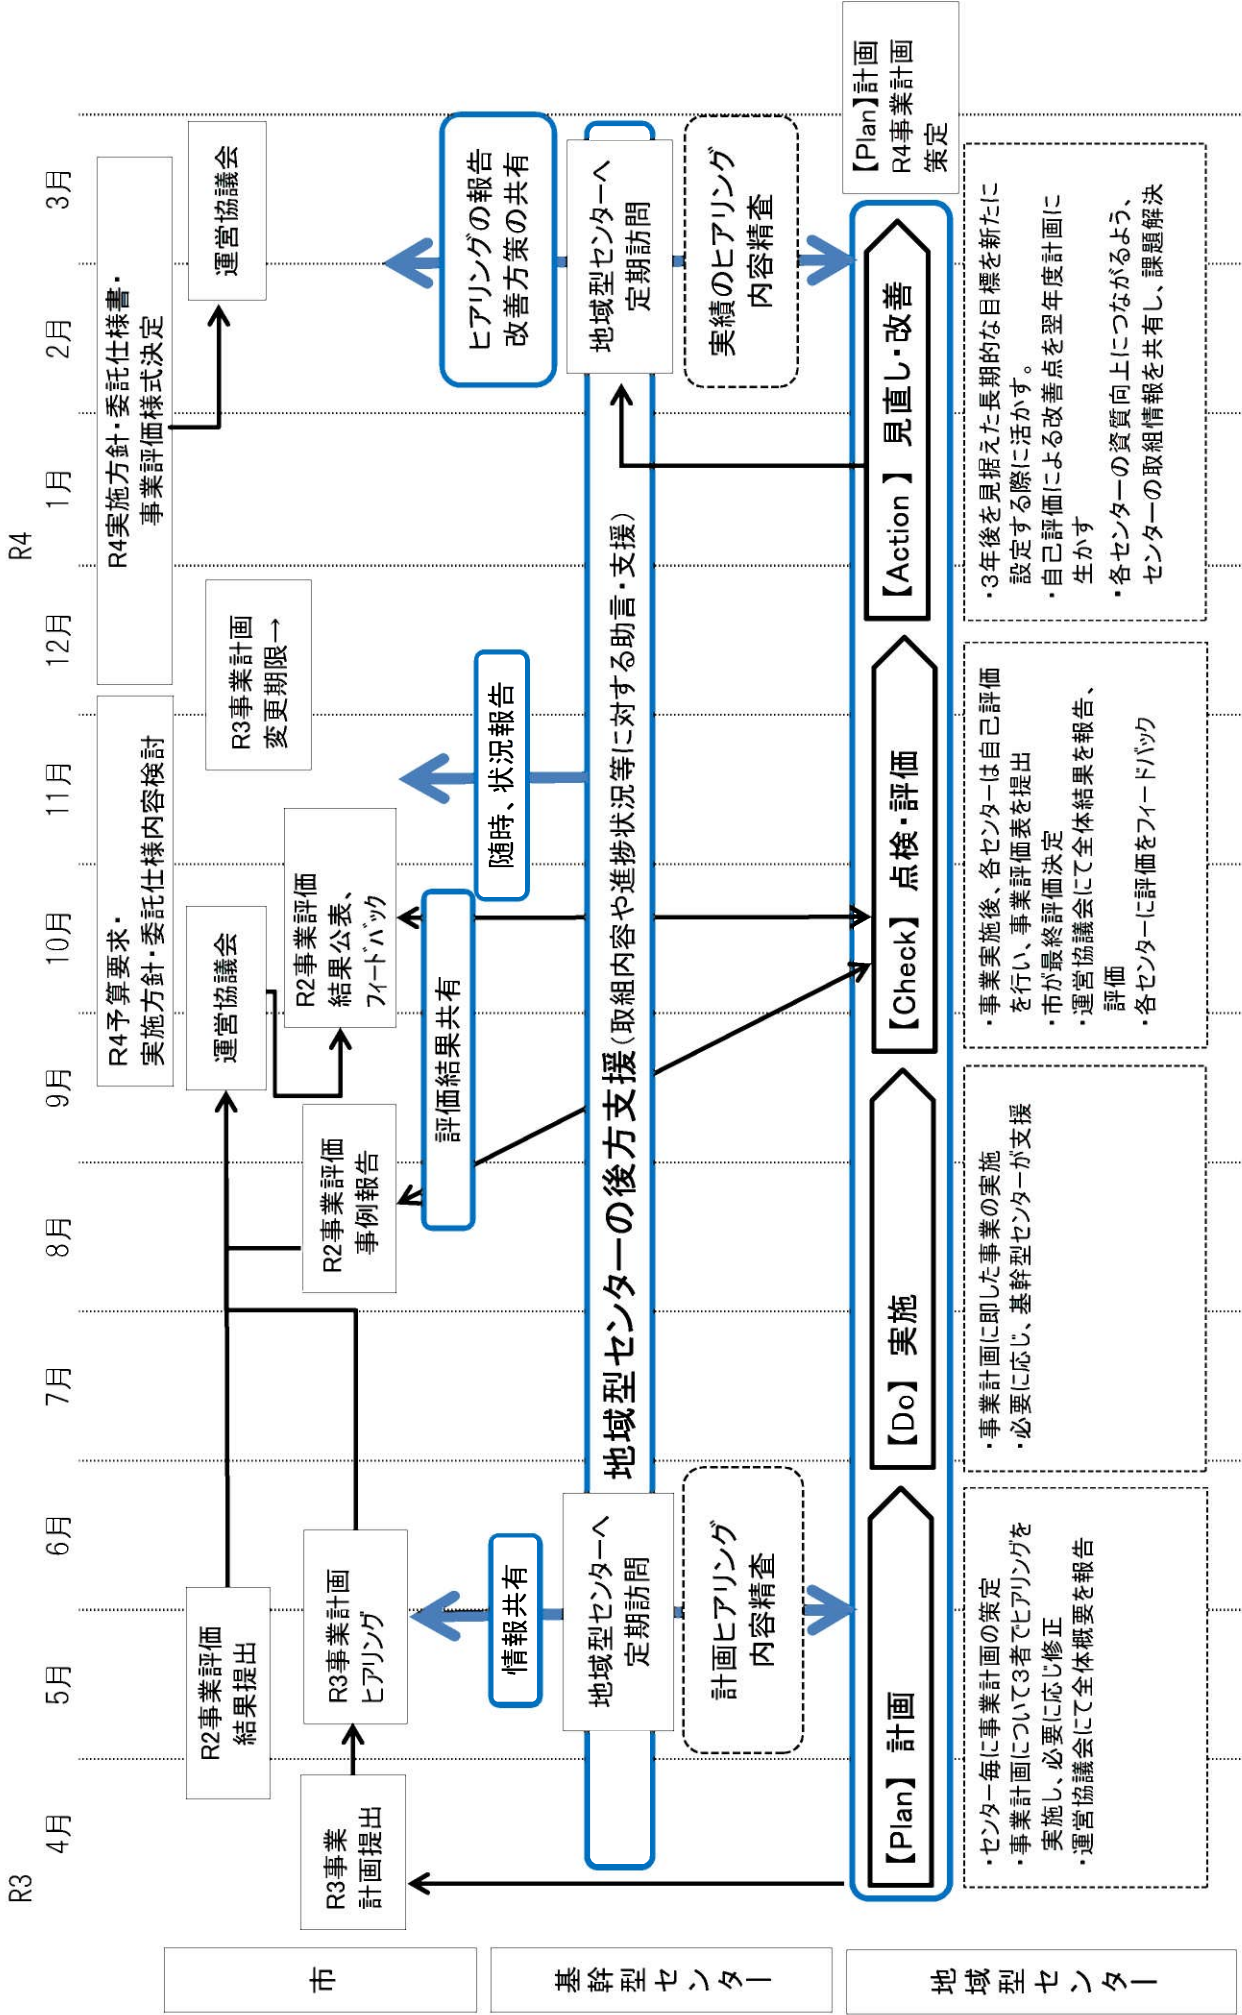 R3
R4
4月
5月
6月
7月
8月
9月
10月
11月
12月
1月
2月
3月
市
R4予算要求・
実施方針・委託仕様内容検討
R4実施方針・委託仕様書・
事業評価様式決定
R2事業評価
結果提出
運営協議会
R3事業計画
変更期限→
運営協議会
R3事業
計画提出
R3事業計画
ヒアリング
R2事業評価
事例報告
R2事業評価
結果公表、
フィードバック
評価結果共有
情報共有
随時、状況報告
ヒアリングの報告
改善方策の共有
基幹型センター
地域型センターへ
定期訪問
地域型センターの後方支援(取組内容や進捗状況等に対する助言・支援)
地域型センターへ
定期訪問
計画ヒアリング
内容精査
実績のヒアリング
内容精査
地域型センター
【Plan】 計画
【Do】 実施
【Check】 点検・評価
【Action 】 見直し・改善
【Plan】計画
R4事業計画
策定
・センター毎に事業計画の策定
・事業計画について3者でヒアリングを
実施し、必要に応じ修正
・運営協議会にて全体概要を報告
・事業計画に即した事業の実施
・必要に応じ、基幹型センターが支援
・事業実施後、各センターは自己評価
を行い、事業評価表を提出
・市が最終評価決定
・運営協議会にて全体結果を報告、
評価
・各センターに評価をフィードバック
・3年後を見据えた長期的な目標を新たに
設定する際に活かす。
・自己評価による改善点を翌年度計画に
生かす
・各センターの資質向上につながるよう、
センターの取組情報を共有し、課題解決